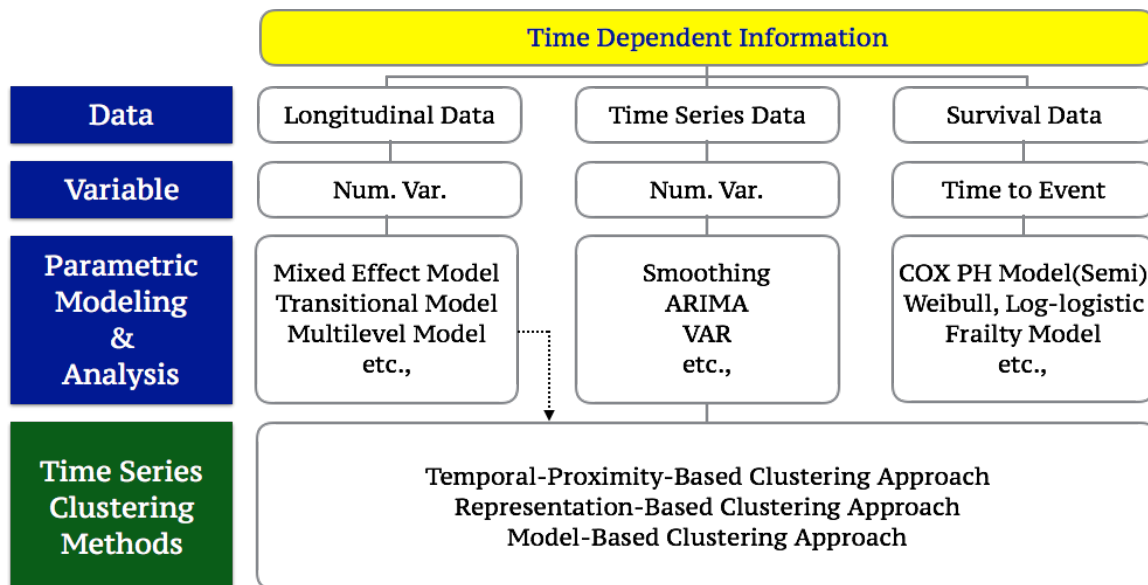 Time Dependent Information
Data
Longitudinal Data
Time Series Data
Survival Data
Variable
Num. Var.
Num. Var.
Time to Event
Parametric
Modeling
&
Analysis
Mixed Effect Model
Transitional Model
Multilevel Model
etc.,
Smoothing
ARIMA
VAR
etc.,
COX PH Model(Semi)
Weibull, Log-logistic
Frailty Model
etc.,
Time Series
Clustering
Methods
Temporal-Proximity-Based Clustering Approach
Representation-Based Clustering Approach
Model-Based Clustering Approach